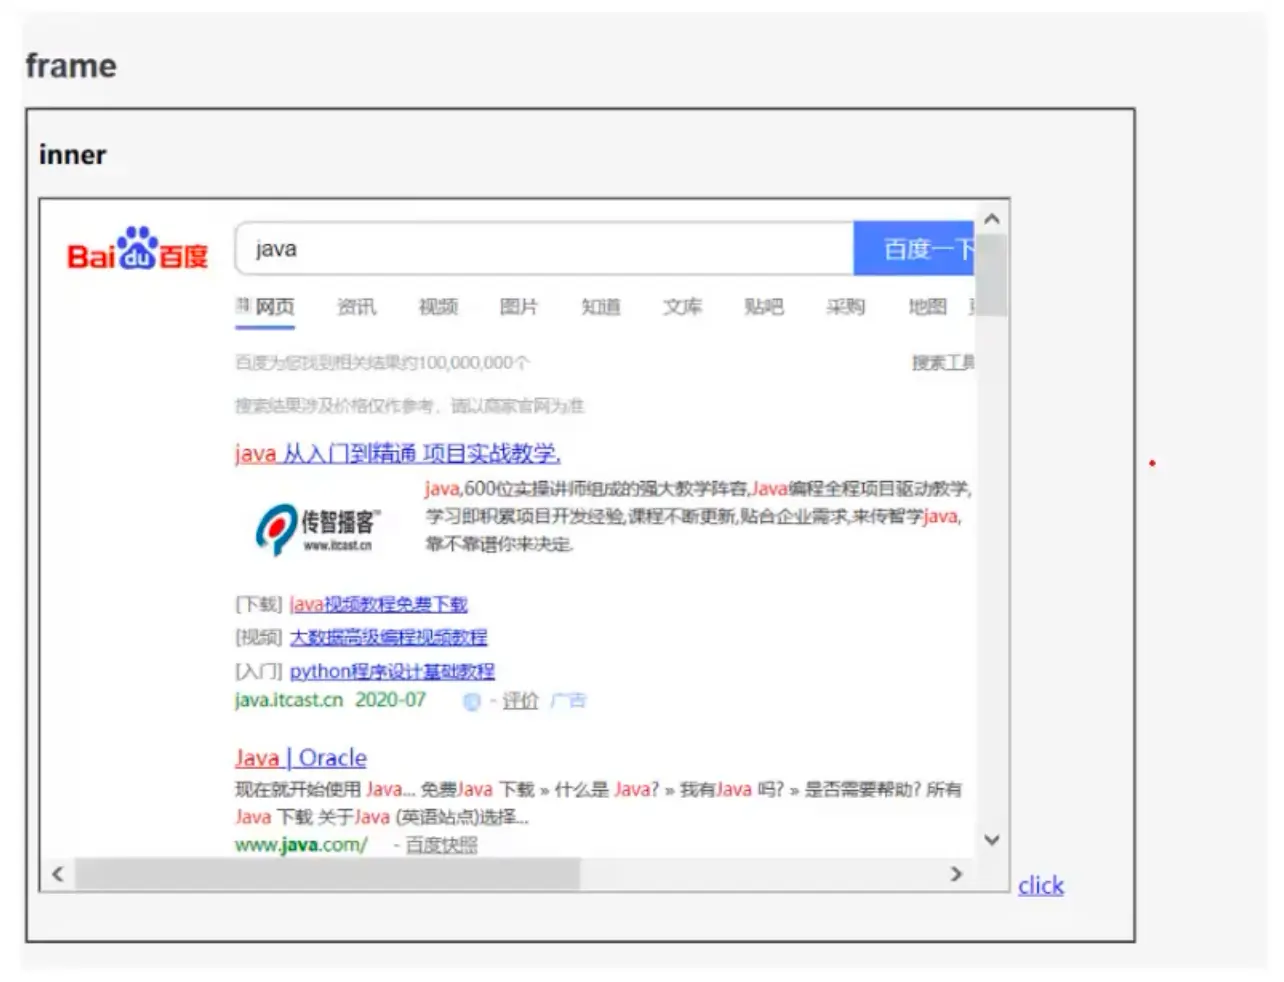 frame
inner
Bai du 百度
java
百度一下
网页 资讯 视频 图片 知道 文库 贴吧 采购 地图
百度为您找到相关结果约100,000,000个
搜索工具
搜索结果涉及价格仅作参考，请以商家官网为准
java 从入门到精通 项目实战教学.
java,600位实操讲师组成的强大教学阵容,Java编程全程项目驱动教学,
学习即积累项目开发经验,课程不断更新,贴合企业需求,来传智学java,
靠不靠谱你来决定.
传智播客™
www.itcast.cn
[下载] java视频教程免费下载
[视频] 大数据高级编程视频教程
[入门] python程序设计基础教程
java.itcast.cn 2020-07 - 评价 广告
Java | Oracle
现在就开始使用 Java... 免费Java 下载 » 什么是 Java? » 我有Java 吗? » 是否需要帮助? 所有
Java 下载 关于Java (英语站点)选择...
www.java.com/ - 百度快照
click